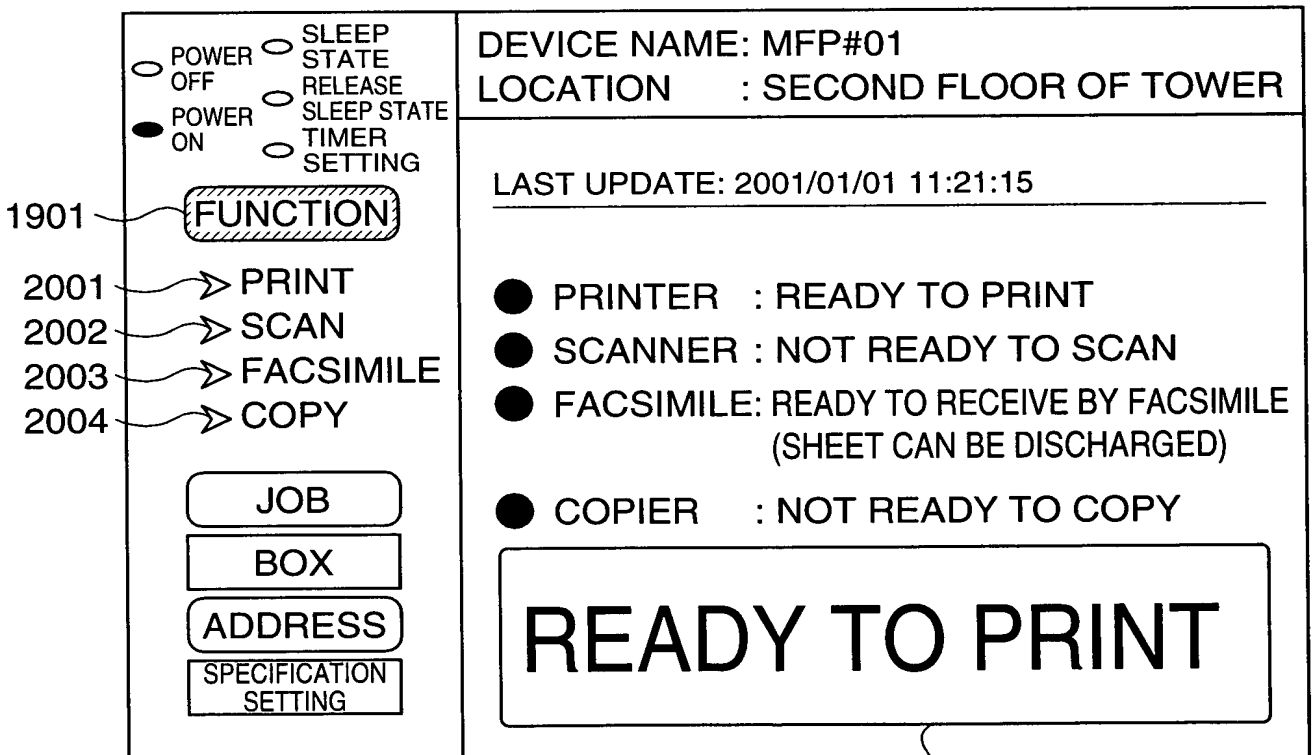 POWER OFF
POWER ON
SLEEP STATE
RELEASE SLEEP STATE
TIMER SETTING
1901
FUNCTION
2001
PRINT
2002
SCAN
2003
FACSIMILE
2004
COPY
JOB
BOX
ADDRESS
SPECIFICATION
SETTING
DEVICE NAME: MFP#01
LOCATION : SECOND FLOOR OF TOWER
LAST UPDATE: 2001/01/01 11:21:15
PRINTER : READY TO PRINT
SCANNER : NOT READY TO SCAN
FACSIMILE: READY TO RECEIVE BY FACSIMILE
(SHEET CAN BE DISCHARGED)
COPIER : NOT READY TO COPY
READY TO PRINT